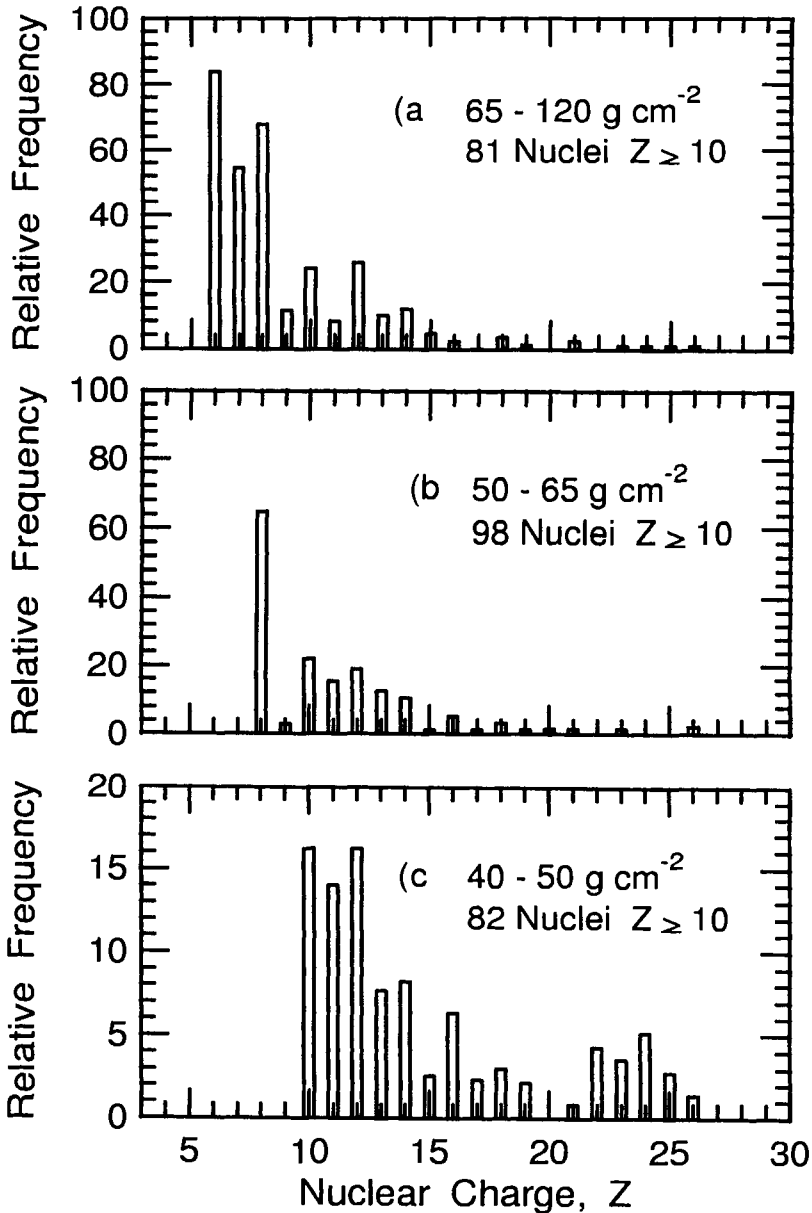 Relative Frequency
100
80
60
40
20
0
(a 65 - 120 g cm⁻²
81 Nuclei Z ≥ 10
Relative Frequency
100
80
60
40
20
0
(b 50 - 65 g cm⁻²
98 Nuclei Z ≥ 10
Relative Frequency
20
15
10
5
0
(c 40 - 50 g cm⁻²
82 Nuclei Z ≥ 10
5 10 15 20 25 30
Nuclear Charge, Z